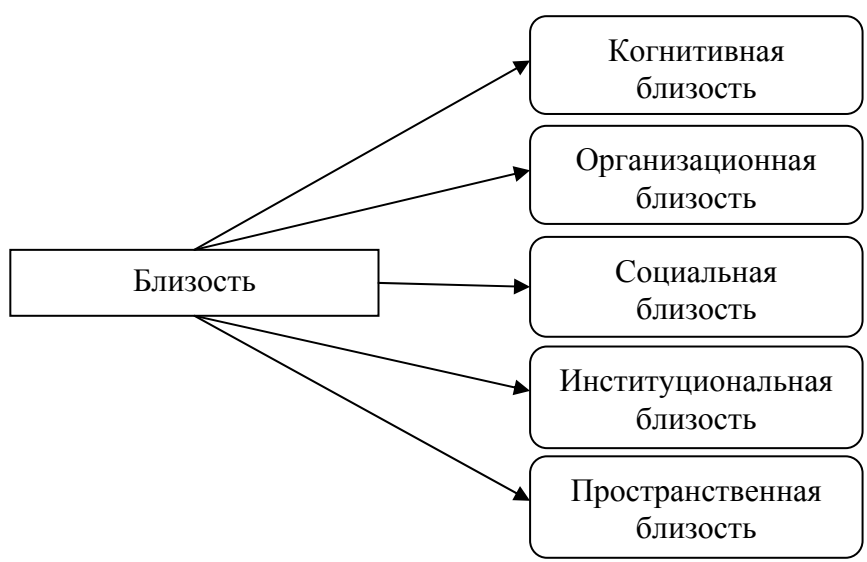 Когнитивная
близость
Организационная
близость
Близость
Социальная
близость
Институциональная
близость
Пространственная
близость